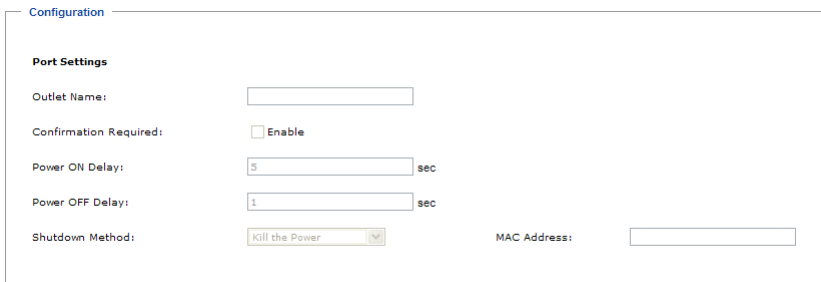 Configuration
Port Settings
Outlet Name:
Confirmation Required: Enable
Power ON Delay: 5 sec
Power OFF Delay: 1 sec
Shutdown Method: Kill the Power MAC Address: